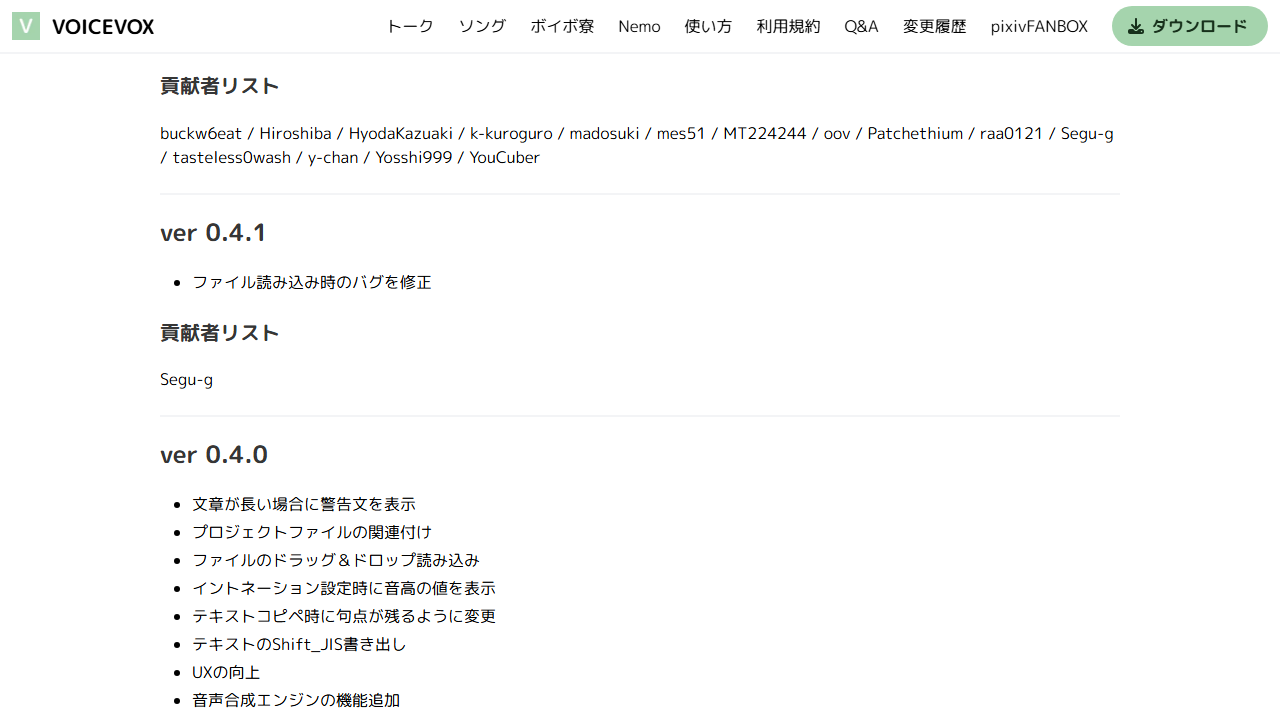 V VOICEVOX トーク ソング ボイボ寮 Nemo 使い方 利用規約 Q&A 変更履歴 pixivFANBOX ダウンロード
貢献者リスト
buckw6eat / Hiroshiba / HyodaKazuaki / k-kuroguro / madosuki / mes51 / MT224244 / oov / Patchethium / raa0121 / Segu-g
/ tasteless0wash / y-chan / Yosshi999 / YouCuber
ver 0.4.1
• ファイル読み込み時のバグを修正
貢献者リスト
Segu-g
ver 0.4.0
• 文章が長い場合に警告文を表示
• プロジェクトファイルの関連付け
• ファイルのドラッグ＆ドロップ読み込み
• イントネーション設定時に音高の値を表示
• テキストコピペ時に句点が残るように変更
• テキストのShift_JIS書き出し
• UXの向上
• 音声合成エンジンの機能追加